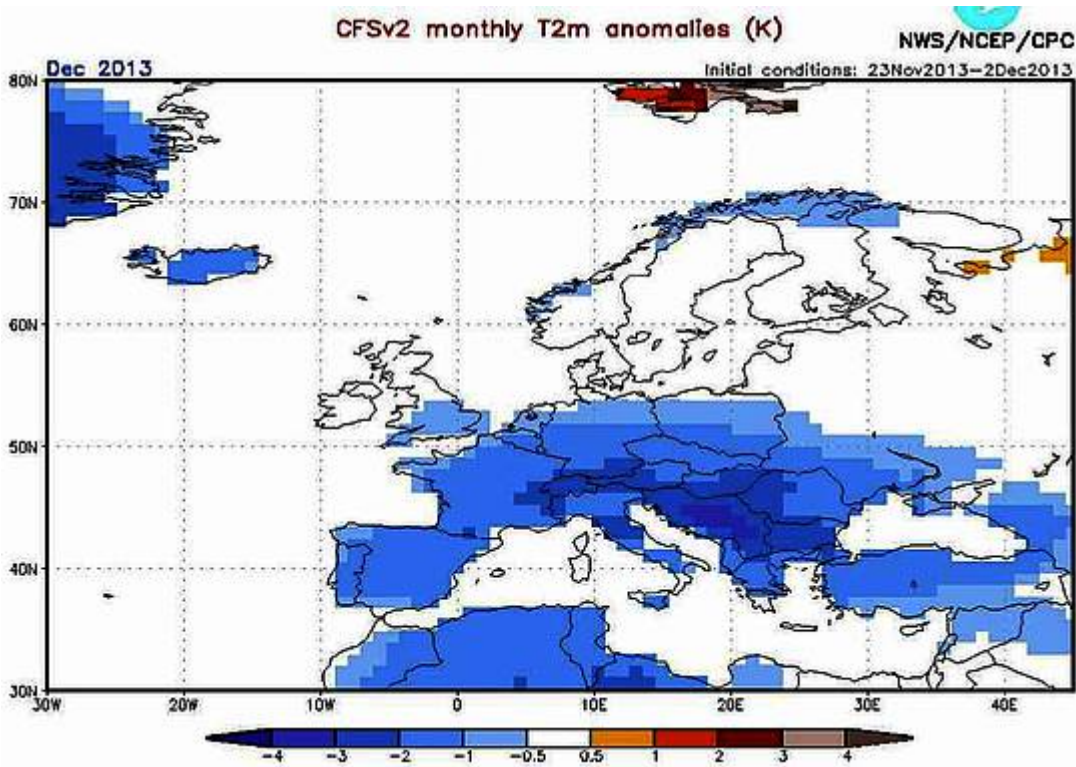 CFSv2 monthly T2m anomalies (K)
NWS/NCEP/CPC
Dec 2013
Initial conditions: 23Nov2013-2Dec2013
80N
70N
60N
50N
40N
30N
30W 20W 10W 0 10E 20E 30E 40E
-4 -3 -2 -1 -0.5 0.5 1 2 3 4